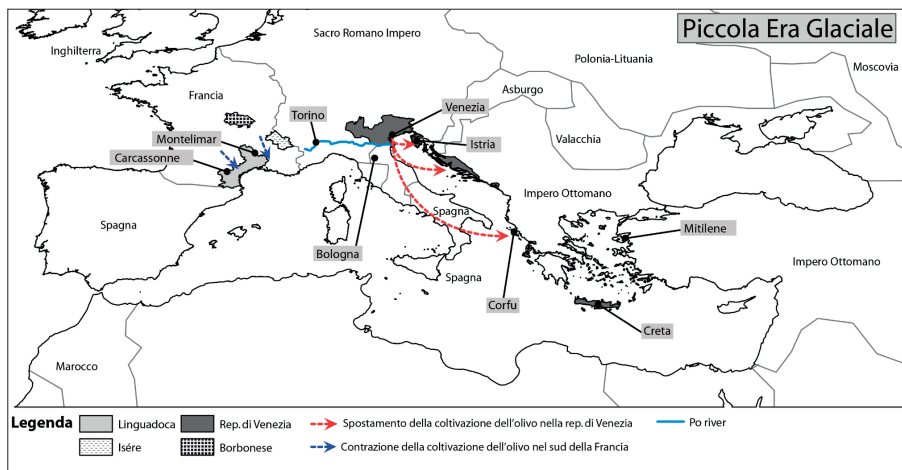 Piccola Era Glaciale
Inghilterra
Sacro Romano Impero
Polonia-Lituania
Moscovia
Francia
Asburgo
Torino
Venezia
Montelimar
Istria
Valacchia
Carcassonne
Impero Ottomano
Spagna
Spagna
Mitilene
Bologna
Impero Ottomano
Spagna
Corfu
Creta
Marocco
Legenda
Linguadoca
Rep. di Venezia
Spostamento della coltivazione dell'olivo nella rep. di Venezia
Po river
Isére
Borbonese
Contrazione della coltivazione dell'olivo nel sud della Francia